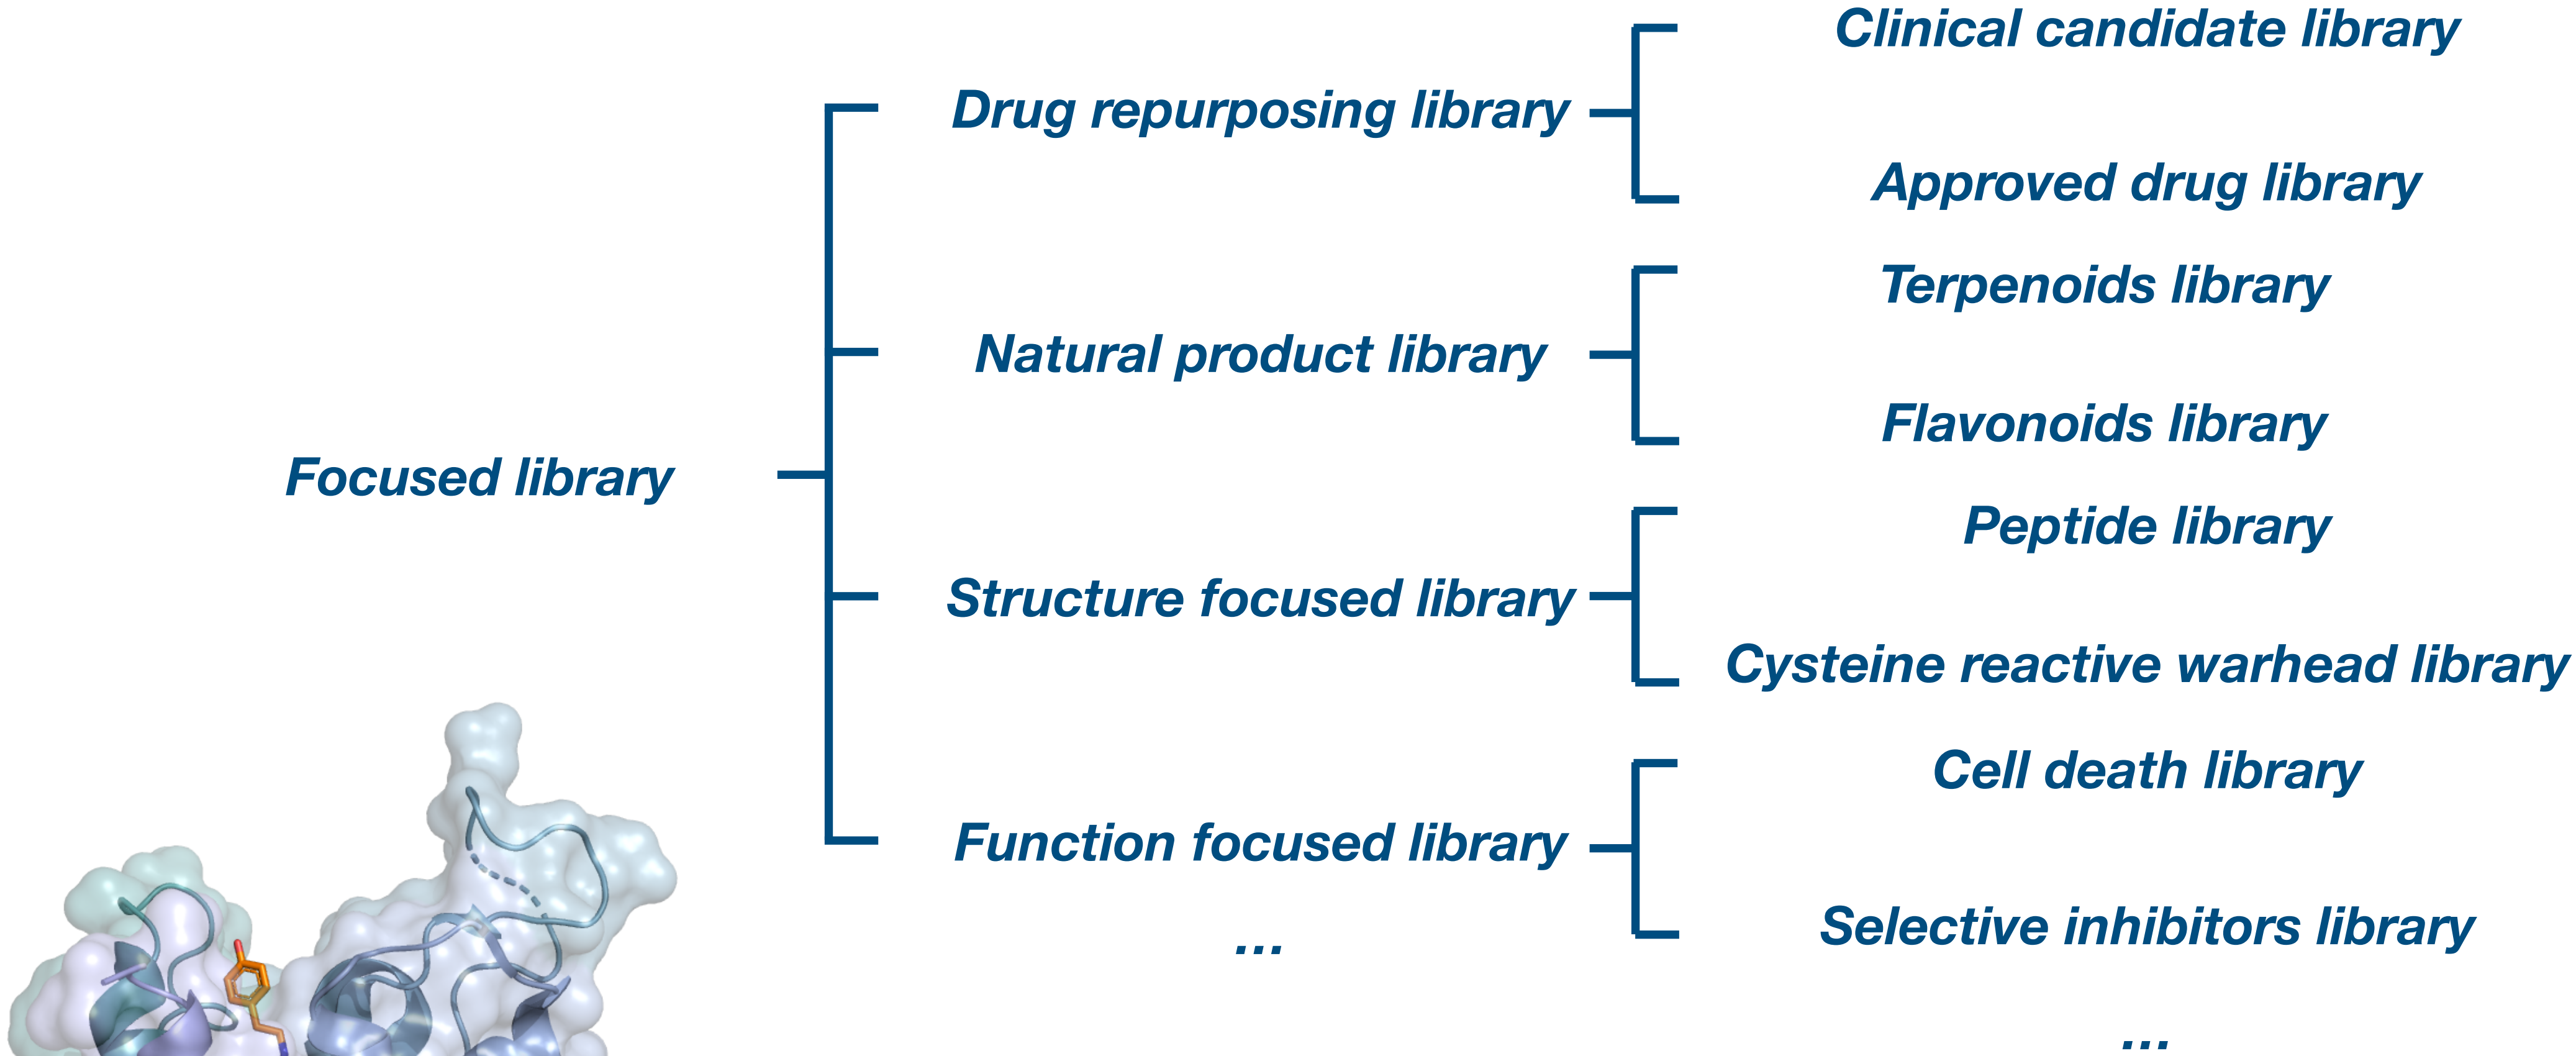 Focused library
Drug repurposing library
Clinical candidate library
Approved drug library
Natural product library
Terpenoids library
Flavonoids library
Structure focused library
Peptide library
Cysteine reactive warhead library
Function focused library
Cell death library
Selective inhibitors library
...
...